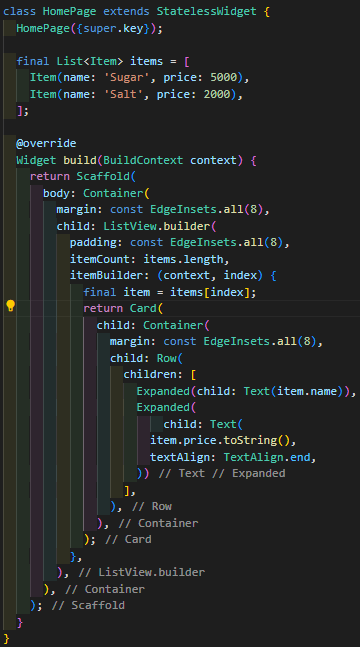 class HomePage extends StatelessWidget {
  HomePage({super.key});

  final List<Item> items = [
    Item(name: 'Sugar', price: 5000),
    Item(name: 'Salt', price: 2000),
  ];

  @override
  Widget build(BuildContext context) {
    return Scaffold(
      body: Container(
        margin: const EdgeInsets.all(8),
        child: ListView.builder(
          padding: const EdgeInsets.all(8),
          itemCount: items.length,
          itemBuilder: (context, index) {
            final item = items[index];
            return Card(
              child: Container(
                margin: const EdgeInsets.all(8),
                child: Row(
                  children: [
                    Expanded(child: Text(item.name)),
                    Expanded(
                        child: Text(
                      item.price.toString(),
                      textAlign: TextAlign.end,
                    )) // Text // Expanded
                  ],
                ), // Row
              ), // Container
            ); // Card
          },
        ), // ListView.builder
      ), // Container
    ); // Scaffold
  }
}